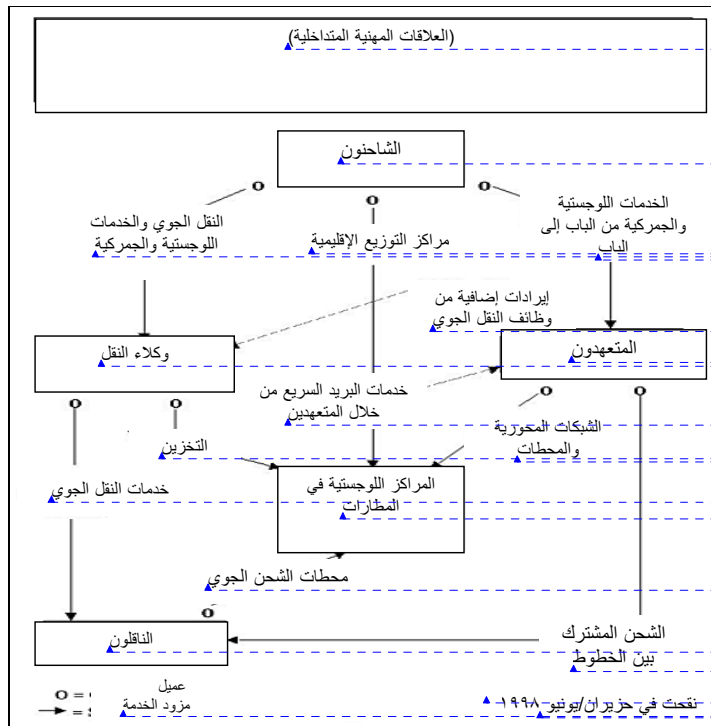 (العلاقات المهنية المتداخلية)
الشاحنون
الخدمات اللوجستية
والجمركية من الباب إلى
الباب
مراكز التوزيع الإقليمية
النقل الجوي والخدمات
اللوجستية والجمركية
إيرادات إضافية من
وظائف النقل الجوي
المتعهدون
وكلاء النقل
خدمات البريد السريع من
خلال المتعهدين
الشبكات المحورية
والمحطات
التخزين
المراكز اللوجستية في
المطارات
خدمات النقل الجوي
محطات الشحن الجوي
الشحن المشترك
بين الخطوط
الناقلون
O = عميل
= مزود الخدمة
نقحت في حزيران/يونيو ١٩٩٨